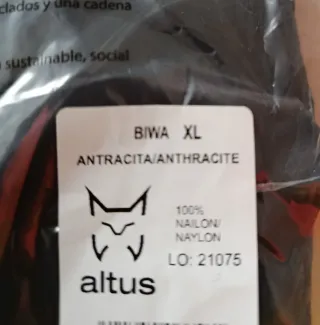 clados y una cadena
sustainable, social
BIWA XL
ANTRACITA/ANTHRACITE
100%
NAILON/
NAYLON
LO: 21075
altus